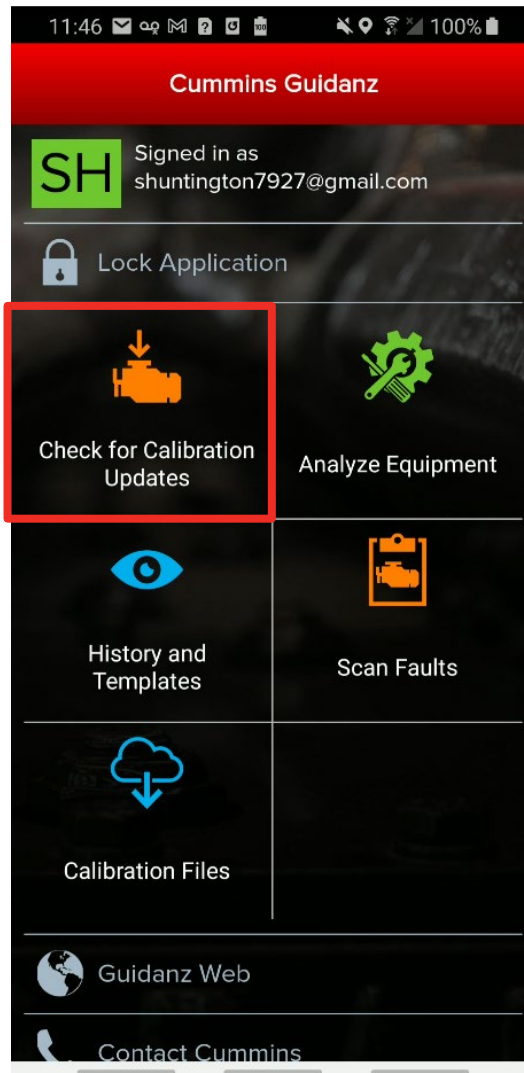 11:46 100%
Cummins Guidanz
SH
Signed in as
shuntington7927@gmail.com
Lock Application
Check for Calibration
Updates
Analyze Equipment
History and
Templates
Scan Faults
Calibration Files
Guidanz Web
Contact Cummins